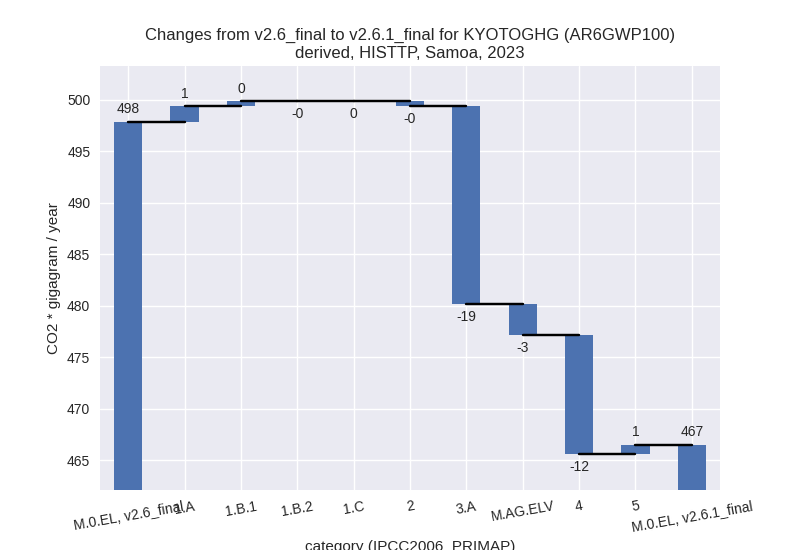 Changes from v2.6_final to v2.6.1_final for KYOTOGHG (AR6GWP100)
derived, HISTTP, Samoa, 2023
CO2 * gigagram / year
500
495
490
485
480
475
470
465
498
1
0
-0
0
-0
-19
-3
-12
1
467
M.0.EL, v2.6_final
1.A
1.B.1
1.B.2
1.C
2
3.A
M.AG.ELV
4
5
M.0.EL, v2.6.1_final
category (IPCC2006_PRIMAP)